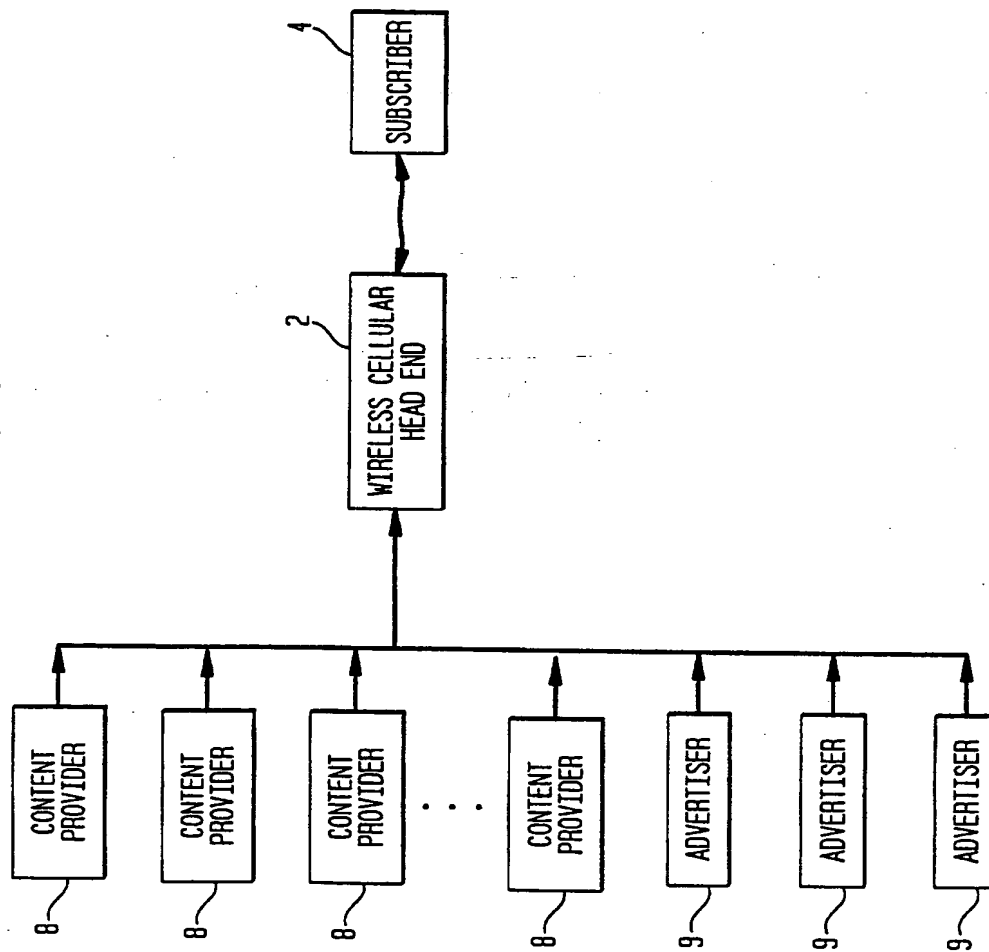 CONTENT
PROVIDER
8
CONTENT
PROVIDER
8
CONTENT
PROVIDER
8
. . .
CONTENT
PROVIDER
8
ADVERTISER
9
ADVERTISER
9
ADVERTISER
9
WIRELESS CELLULAR
HEAD END
2
SUBSCRIBER
4